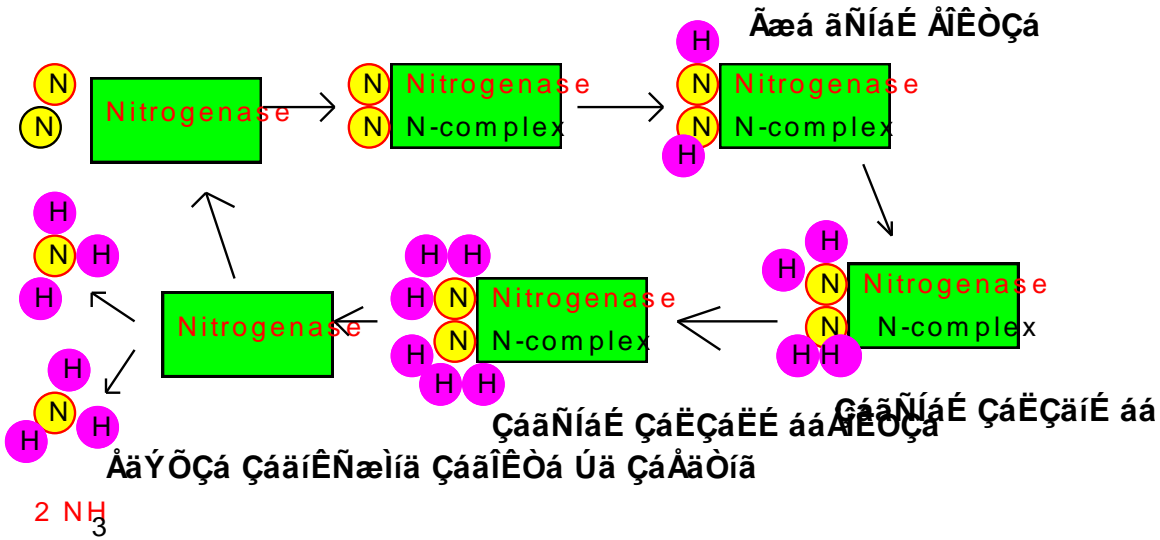 Ãæá ãÑÍáÉ ÅÎÊÒÇá
N
N
Nitrogenase
N
N
Nitrogenase
N-complex
H
N
N
H
Nitrogenase
N-complex
H
N
H
H
Nitrogenase
H
H
H
N
N
H
H
H
Nitrogenase
N-complex
H
H
N
N
H
H
Nitrogenase
N-complex
H
N
H
H
ÇáãÑÍáÉ ÇáËÇáËÉ ááÅÎÊÒÇá
ÇáãÑÍáÉ ÇáËÇäíÉ áá
ÅäÝÕÇá ÇáäíÊÑæÌíä ÇáãÎÊÒá Úä ÇáÅäÒíã
2 NH3